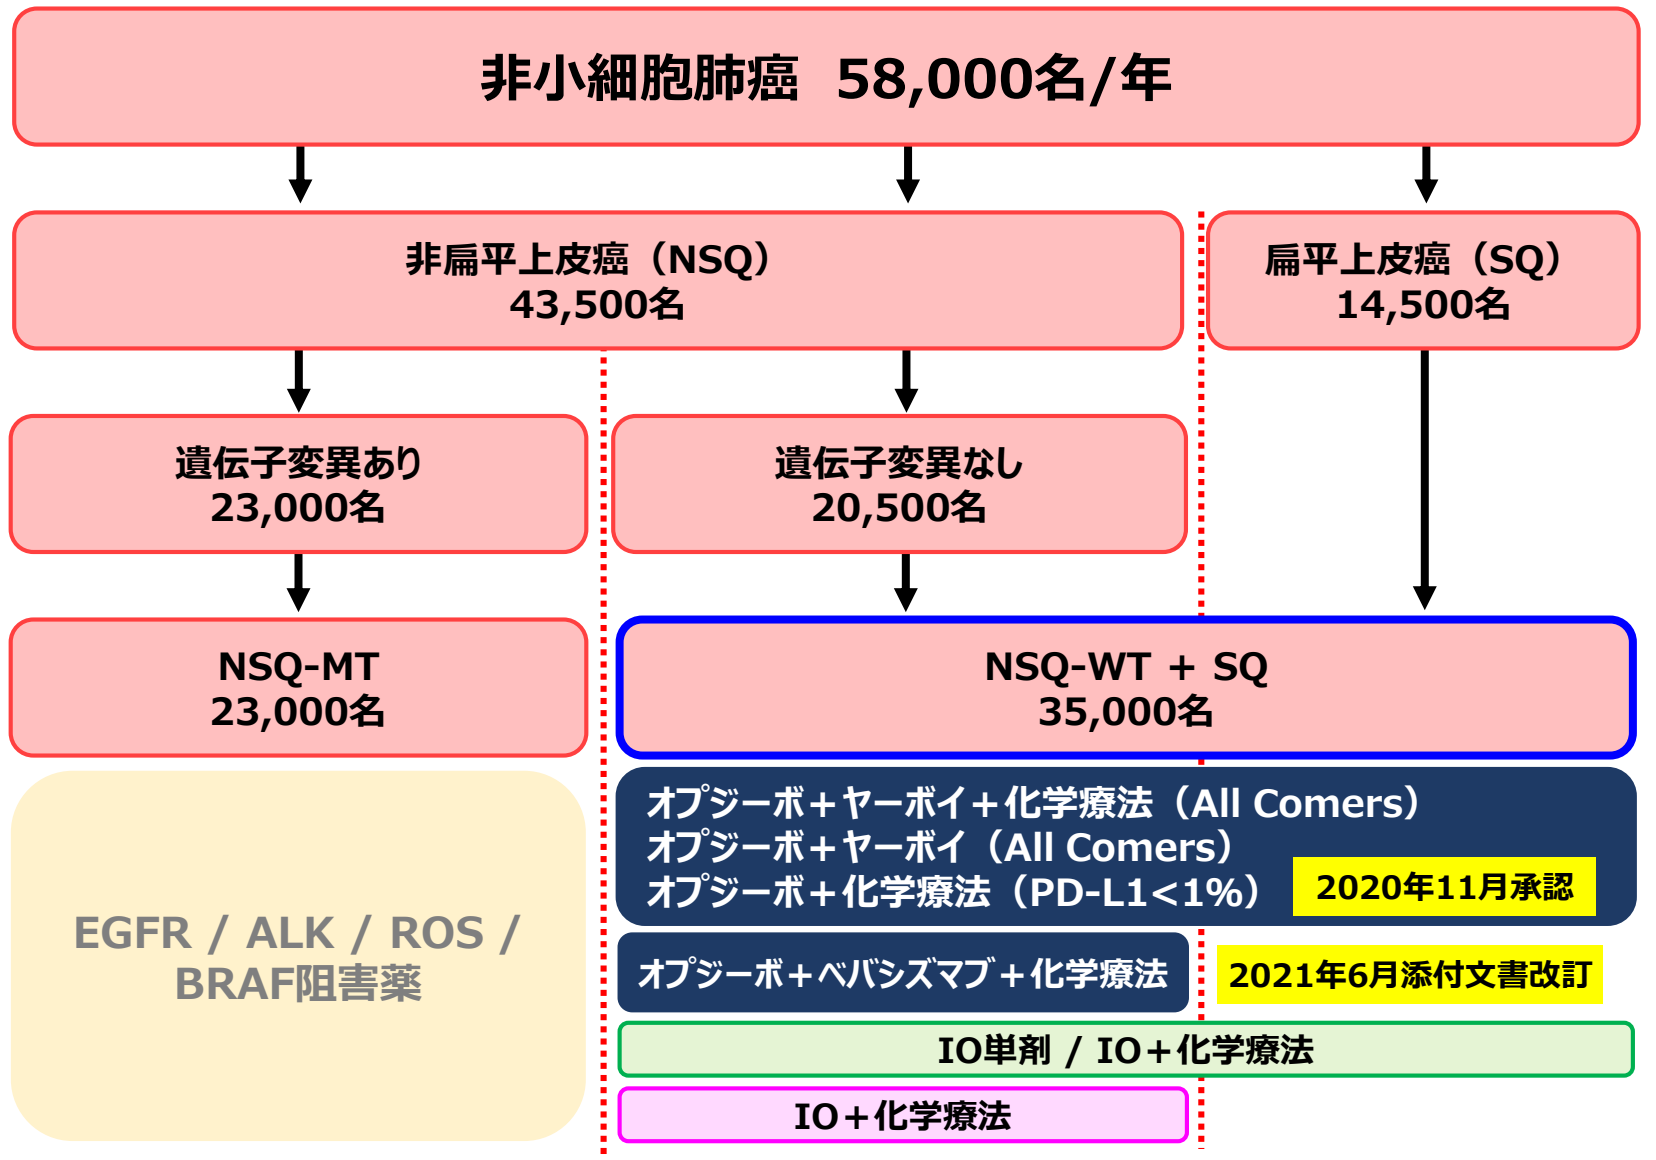 非小細胞肺癌 58,000名/年
非扁平上皮癌（NSQ）
43,500名
扁平上皮癌（SQ）
14,500名
遺伝子変異あり
23,000名
遺伝子変異なし
20,500名
NSQ-MT
23,000名
NSQ-WT + SQ
35,000名
EGFR / ALK / ROS /
BRAF阻害薬
オプジーボ＋ヤーボイ＋化学療法（All Comers）
オプジーボ＋ヤーボイ（All Comers）
オプジーボ＋化学療法（PD-L1<1%）
2020年11月承認
オプジーボ＋ベバシズマブ＋化学療法
2021年6月添付文書改訂
IO単剤 / IO＋化学療法
IO＋化学療法